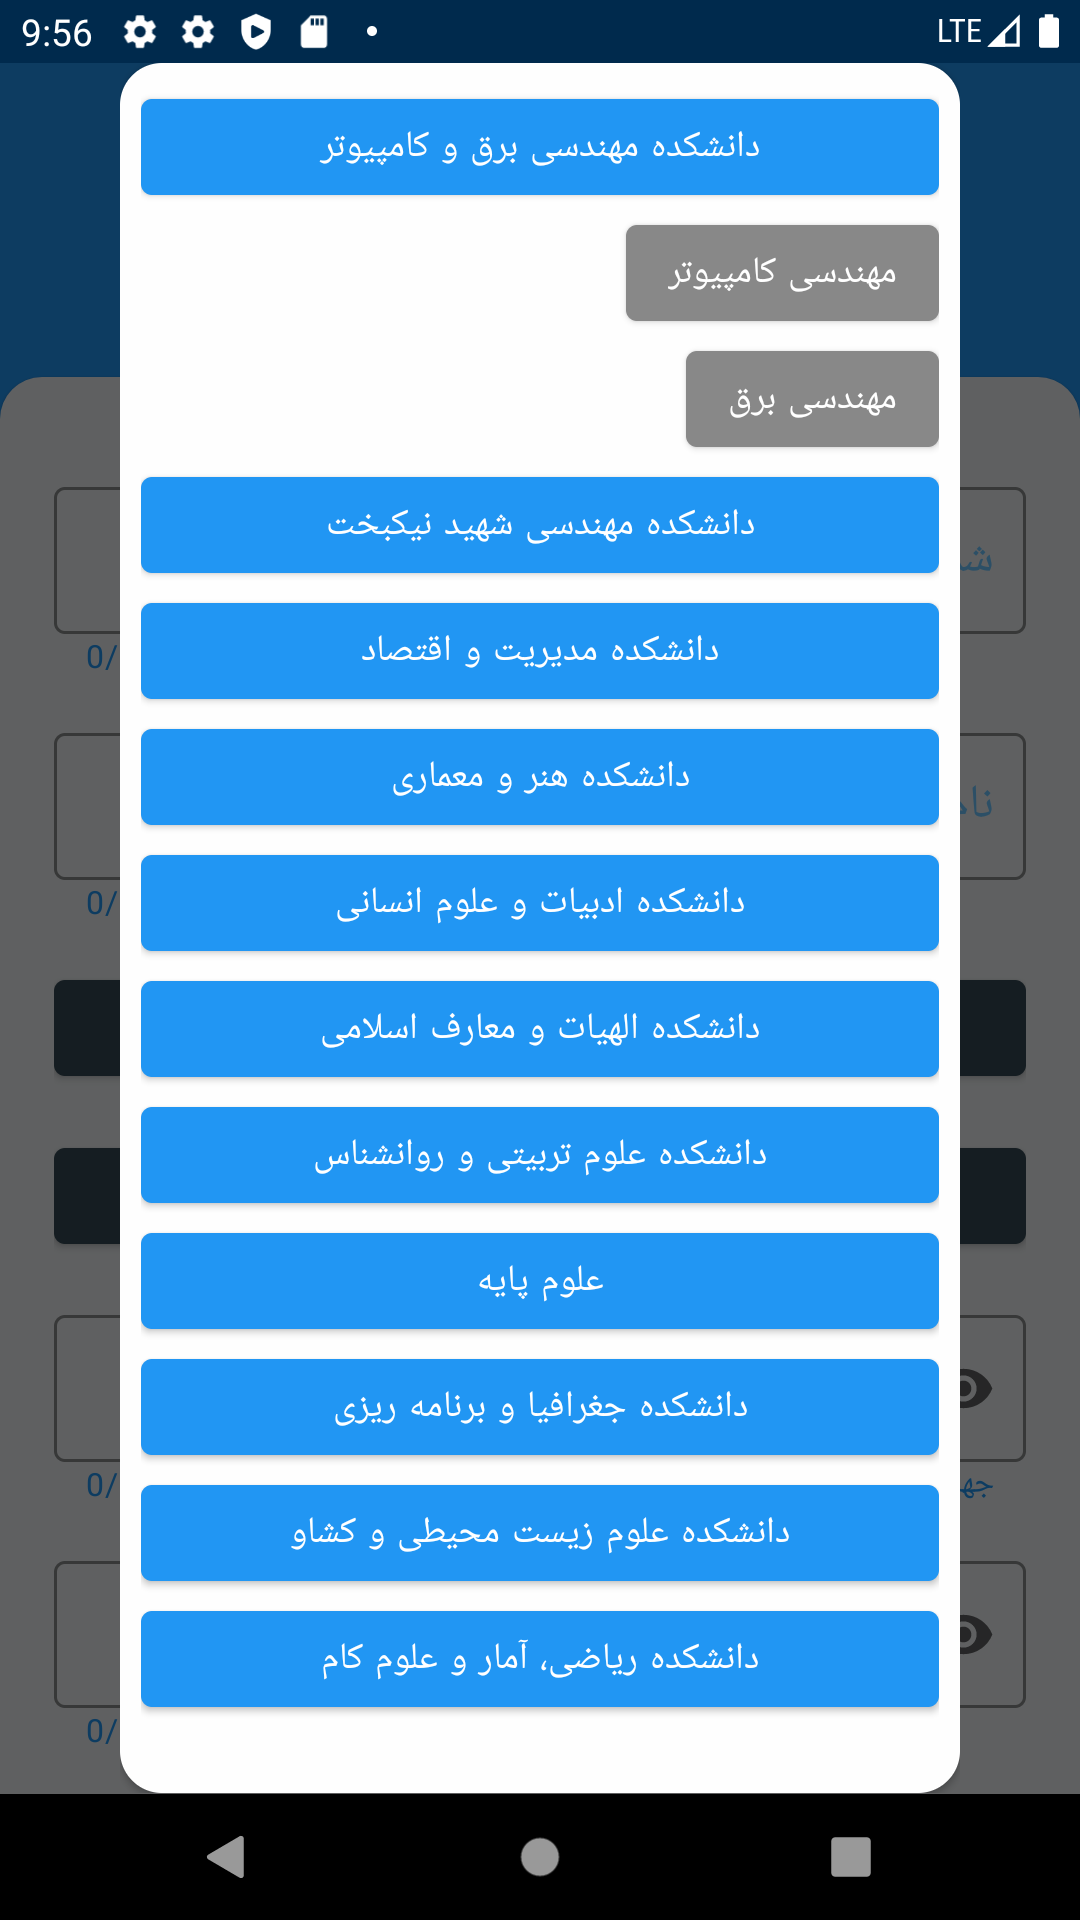 9:56 LTE
دانشکده مهندسی برق و کامپیوتر
مهندسی کامپیوتر
مهندسی برق
دانشکده مهندسی شهید نیکبخت
دانشکده مدیریت و اقتصاد
دانشکده هنر و معماری
دانشکده ادبیات و علوم انسانی
دانشکده الهیات و معارف اسلامی
دانشکده علوم تربیتی و روانشناس
علوم پایه
دانشکده جغرافیا و برنامه ریزی
دانشکده علوم زیست محیطی و کشاو
دانشکده ریاضی، آمار و علوم کام
0/
0/
0/
0/